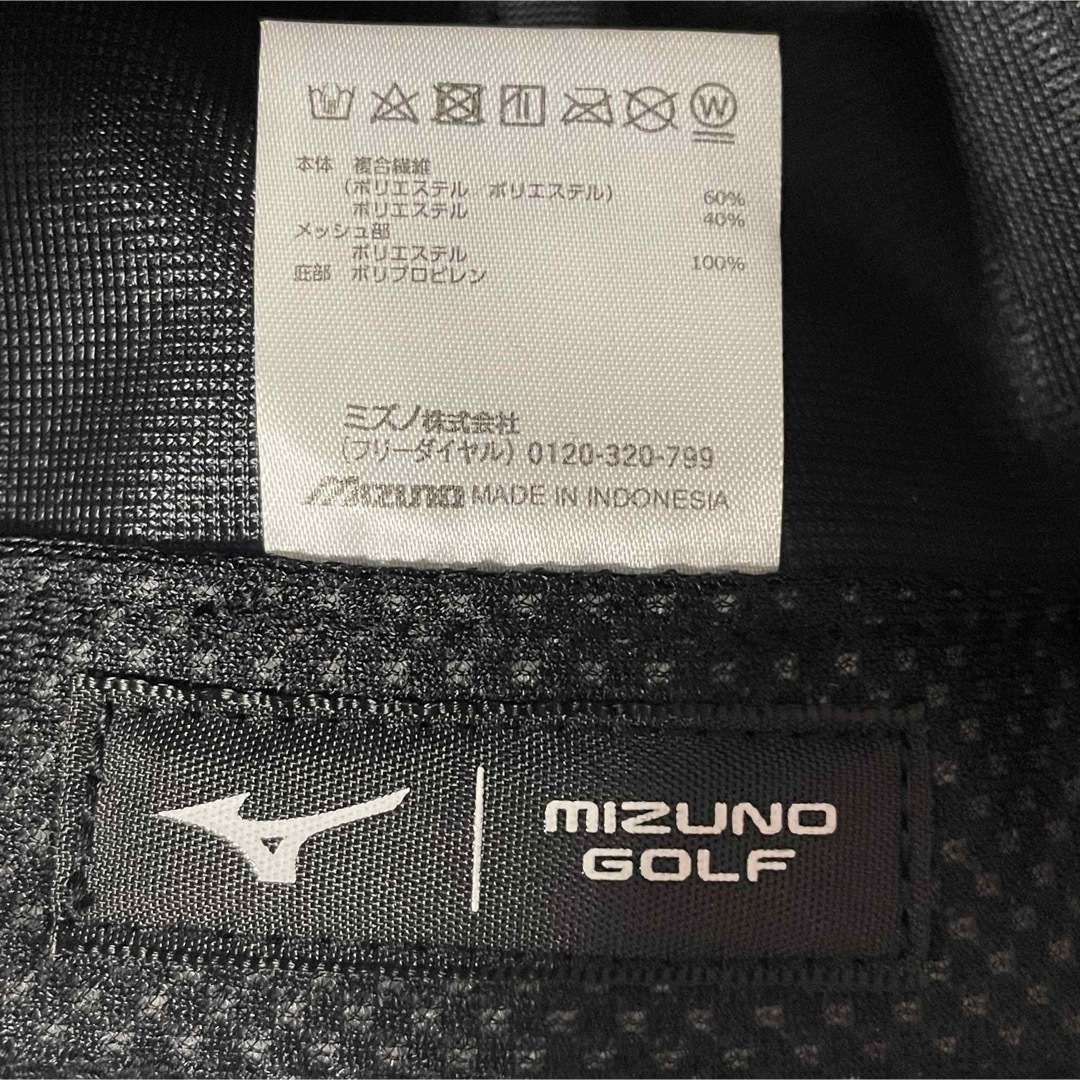 W
本体 複合繊維
(ポリエステル ポリエステル) 60%
ポリエステル 40%
メッシュ部
ポリエステル 100%
底部 ポリプロピレン
ミズノ株式会社
(フリーダイヤル) 0120-320-799
Mizuno MADE IN INDONESIA
MIZUNO
GOLF